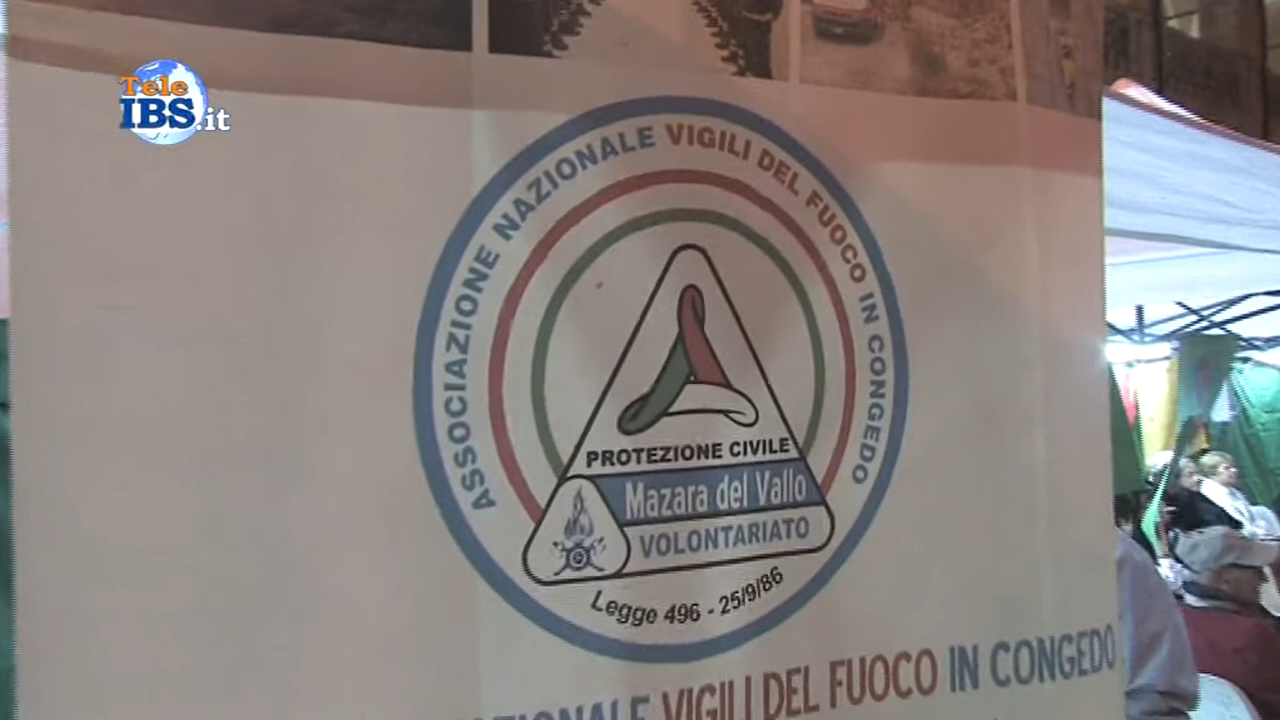 Tele
IBS.it
ASSOCIAZIONE NAZIONALE VIGILI DEL FUOCO IN CONGEDO
PROTEZIONE CIVILE
Mazara del Vallo
VOLONTARIATO
Legge 496 - 25/9/86
VIGILI DEL FUOCO IN CONGEDO